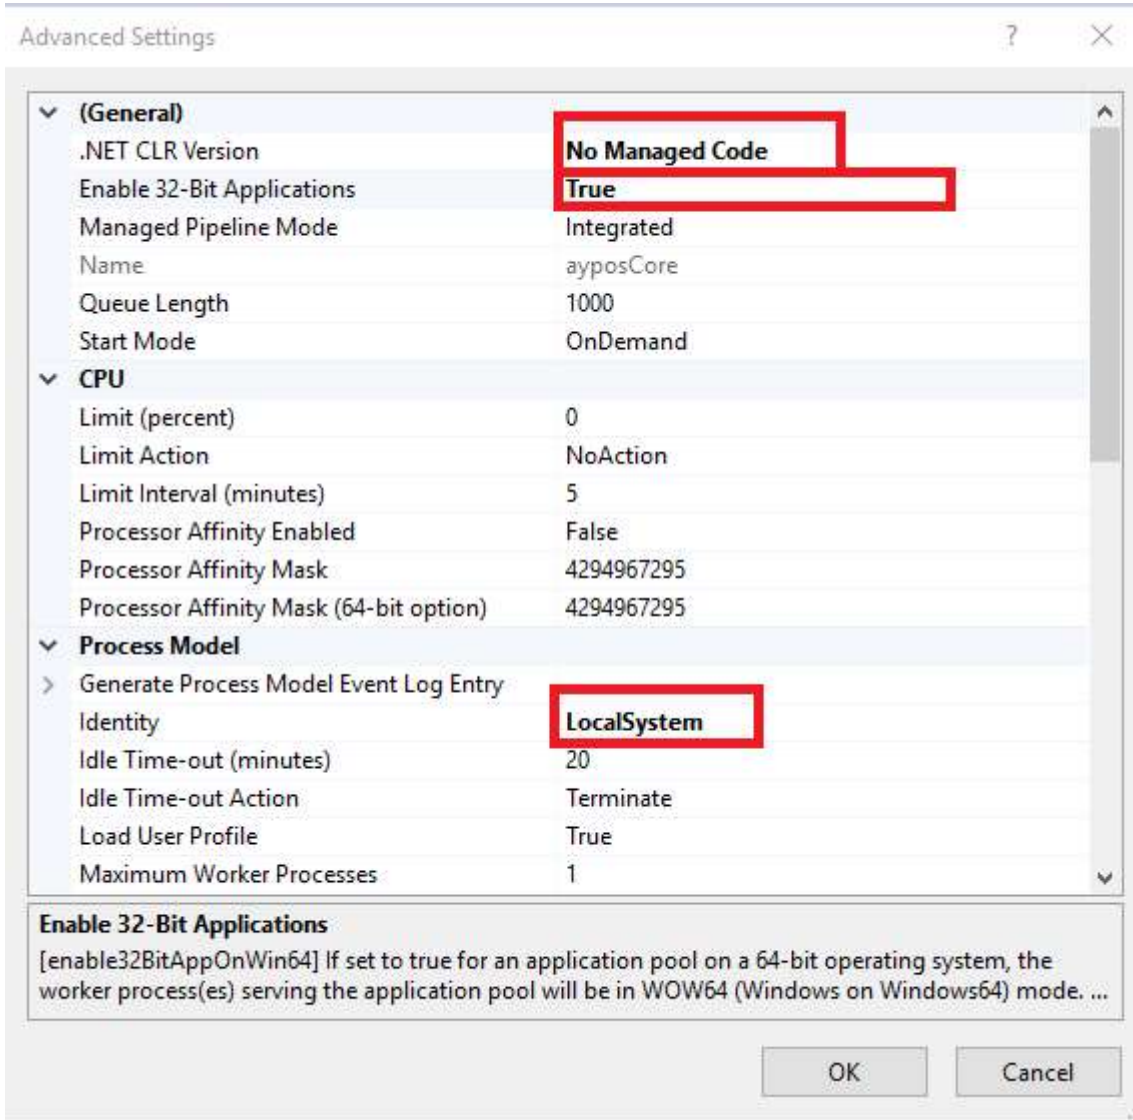 Advanced Settings
(General)
.NET CLR Version No Managed Code
Enable 32-Bit Applications True
Managed Pipeline Mode Integrated
Name ayposCore
Queue Length 1000
Start Mode OnDemand
CPU
Limit (percent) 0
Limit Action NoAction
Limit Interval (minutes) 5
Processor Affinity Enabled False
Processor Affinity Mask 4294967295
Processor Affinity Mask (64-bit option) 4294967295
Process Model
Generate Process Model Event Log Entry
Identity LocalSystem
Idle Time-out (minutes) 20
Idle Time-out Action Terminate
Load User Profile True
Maximum Worker Processes 1
Enable 32-Bit Applications
[enable32BitAppOnWin64] If set to true for an application pool on a 64-bit operating system, the
worker process(es) serving the application pool will be in WOW64 (Windows on Windows64) mode. ...
OK Cancel